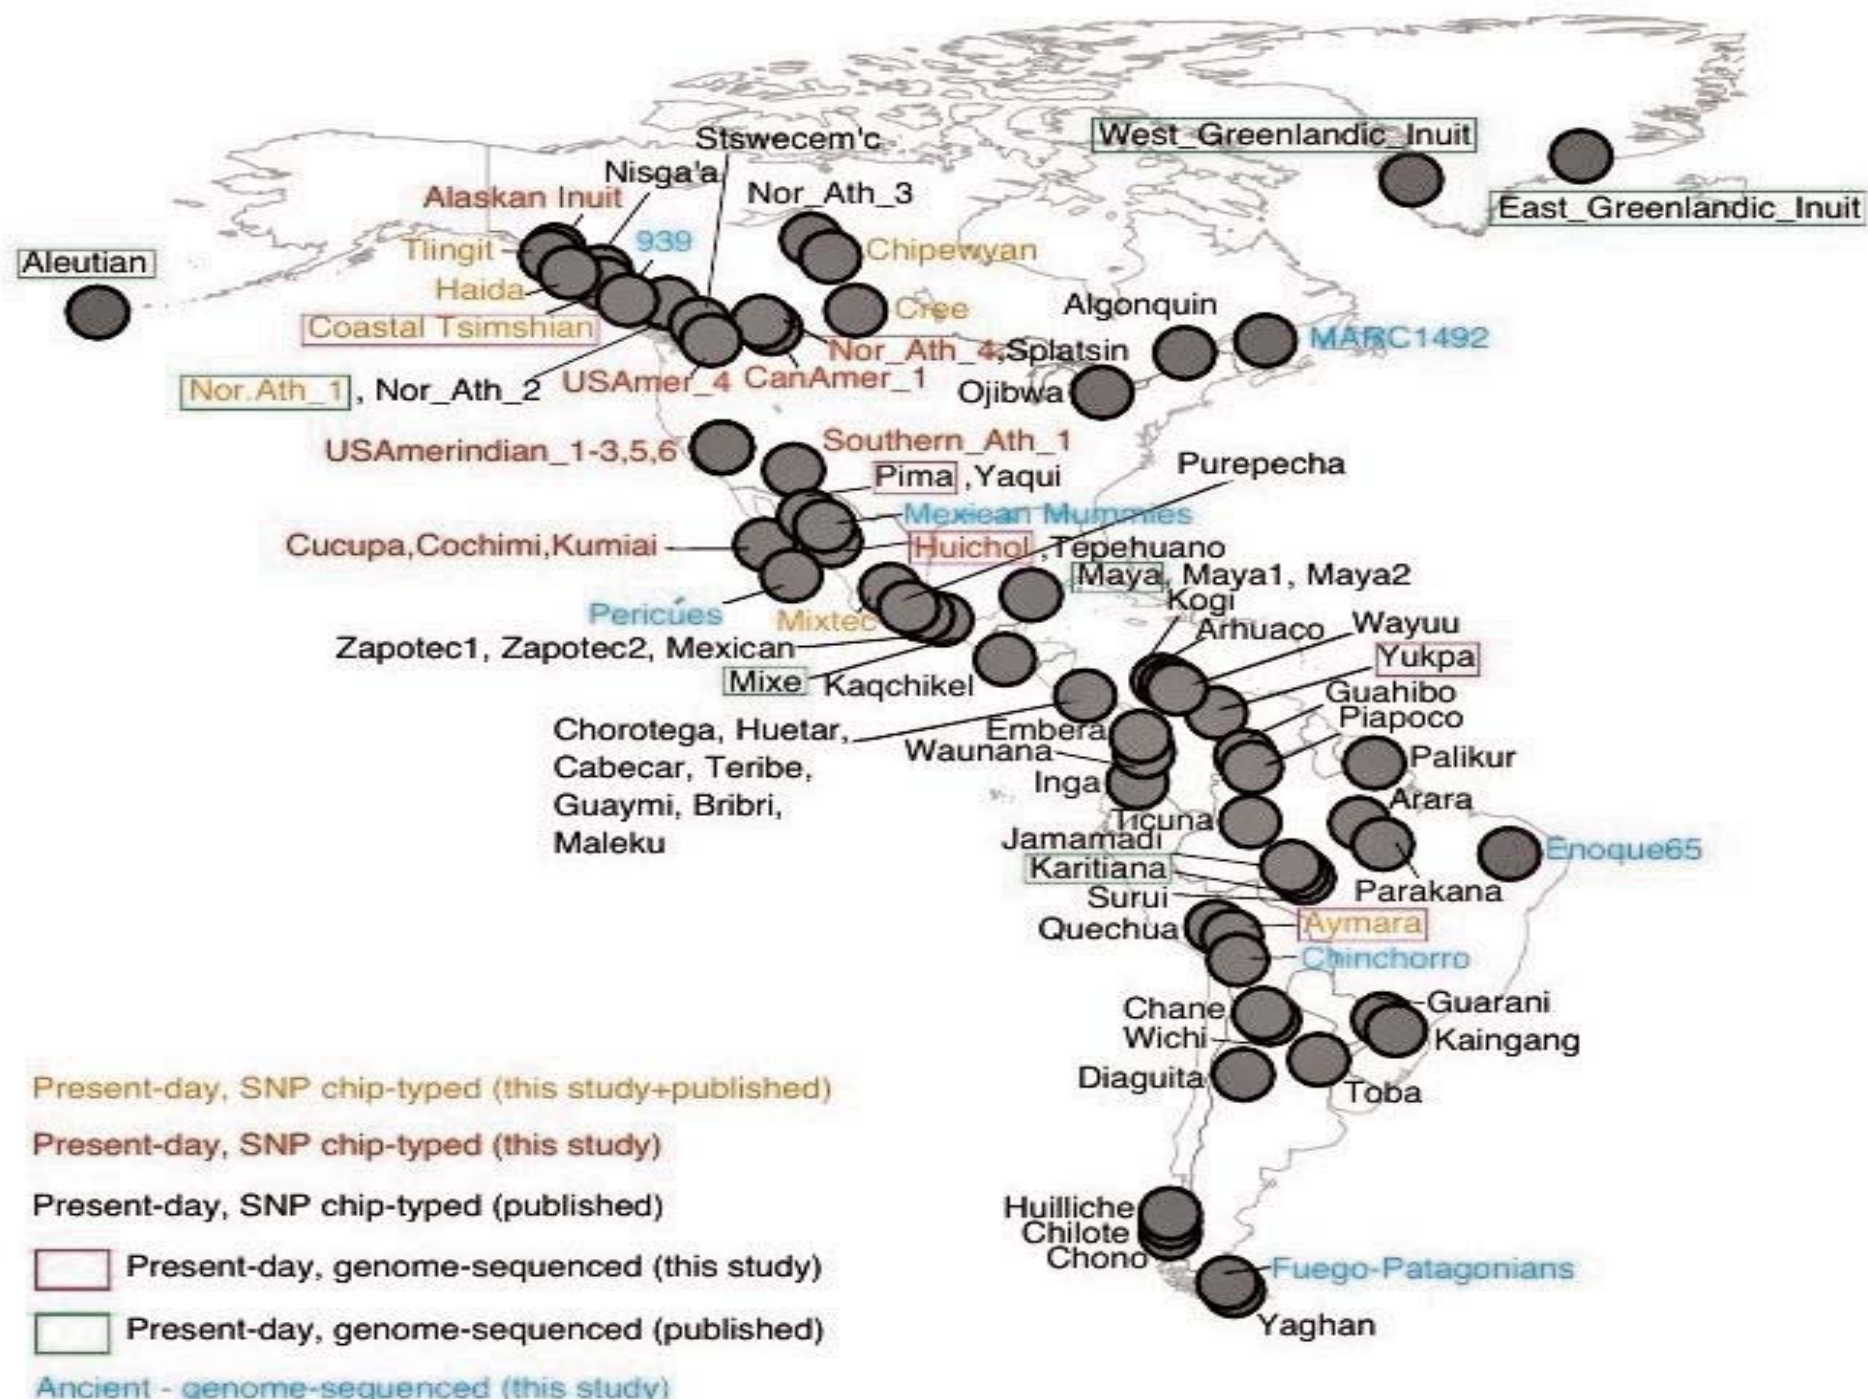 Stswecem'c
West_Greenlandic_Inuit
Nisga'a
Alaskan Inuit
Nor_Ath_3
East_Greenlandic_Inuit
Tlingit
939
Chipewyan
Aleutian
Haida
Cree
Algonquin
Coastal Tsimshian
MARC1492
Nor_Ath_4,Splatsin
Nor.Ath_1, Nor_Ath_2
USAmer_4
CanAmer_1
Ojibwa
USAmerindian_1-3,5,6
Southern_Ath_1
Pima ,Yaqui
Purepecha
Mexican Mummies
Cucupa,Cochimi,Kumiai
Huichol ,Tepehuano
Maya, Maya1, Maya2
Kogi
Pericúes
Mixtec
Arhuaco
Wayuu
Zapotec1, Zapotec2, Mexican
Yukpa
Mixe
Kaqchikel
Guahibo
Piapoco
Chorotega, Huetar,
Cabecar, Teribe,
Guaymi, Bribri,
Maleku
Embera
Waunana
Palikur
Inga
Arara
Ticuna
Jamamadi
Enoque65
Karitiana
Parakana
Surui
Quechua
Aymara
Chinchorro
Chane
Guarani
Wichi
Kaingang
Diaguita
Toba
Huilliche
Chilote
Chono
Fuego-Patagonians
Yaghan
Present-day, SNP chip-typed (this study+published)
Present-day, SNP chip-typed (this study)
Present-day, SNP chip-typed (published)
Present-day, genome-sequenced (this study)
Present-day, genome-sequenced (published)
Ancient - genome-sequenced (this study)